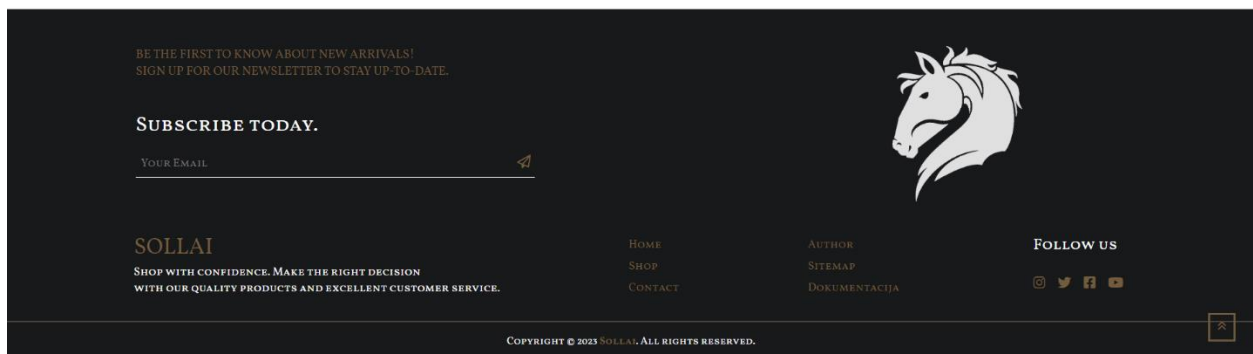 BE THE FIRST TO KNOW ABOUT NEW ARRIVALS!
SIGN UP FOR OUR NEWSLETTER TO STAY UP-TO-DATE.
SUBSCRIBE TODAY.
YOUR EMAIL
SOLLAI
SHOP WITH CONFIDENCE. MAKE THE RIGHT DECISION
WITH OUR QUALITY PRODUCTS AND EXCELLENT CUSTOMER SERVICE.
HOME
SHOP
CONTACT
AUTHOR
SITEMAP
DOKUMENTACIJA
FOLLOW US
COPYRIGHT © 2023 SOLLAI. ALL RIGHTS RESERVED.